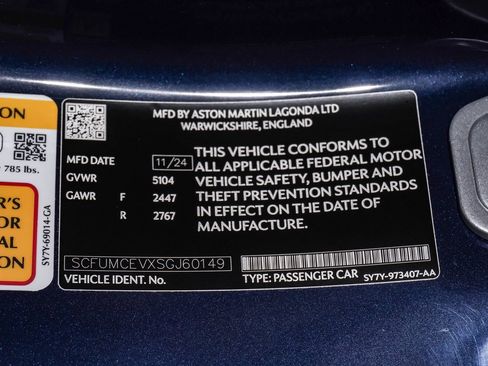 MFD BY ASTON MARTIN LAGONDA LTD
WARWICKSHIRE, ENGLAND
MFD DATE 11/24
GVWR 5104
GAWR F 2447
R 2767
THIS VEHICLE CONFORMS TO
ALL APPLICABLE FEDERAL MOTOR
VEHICLE SAFETY, BUMPER AND
THEFT PREVENTION STANDARDS
IN EFFECT ON THE DATE OF
MANUFACTURE.
SCFUMCEVXSGJ60149
VEHICLE IDENT. No.
TYPE: PASSENGER CAR
SY7Y-973407-AA
ION
785 lbs.
R'S
OR
AL
ION
SY7Y-69014-GA